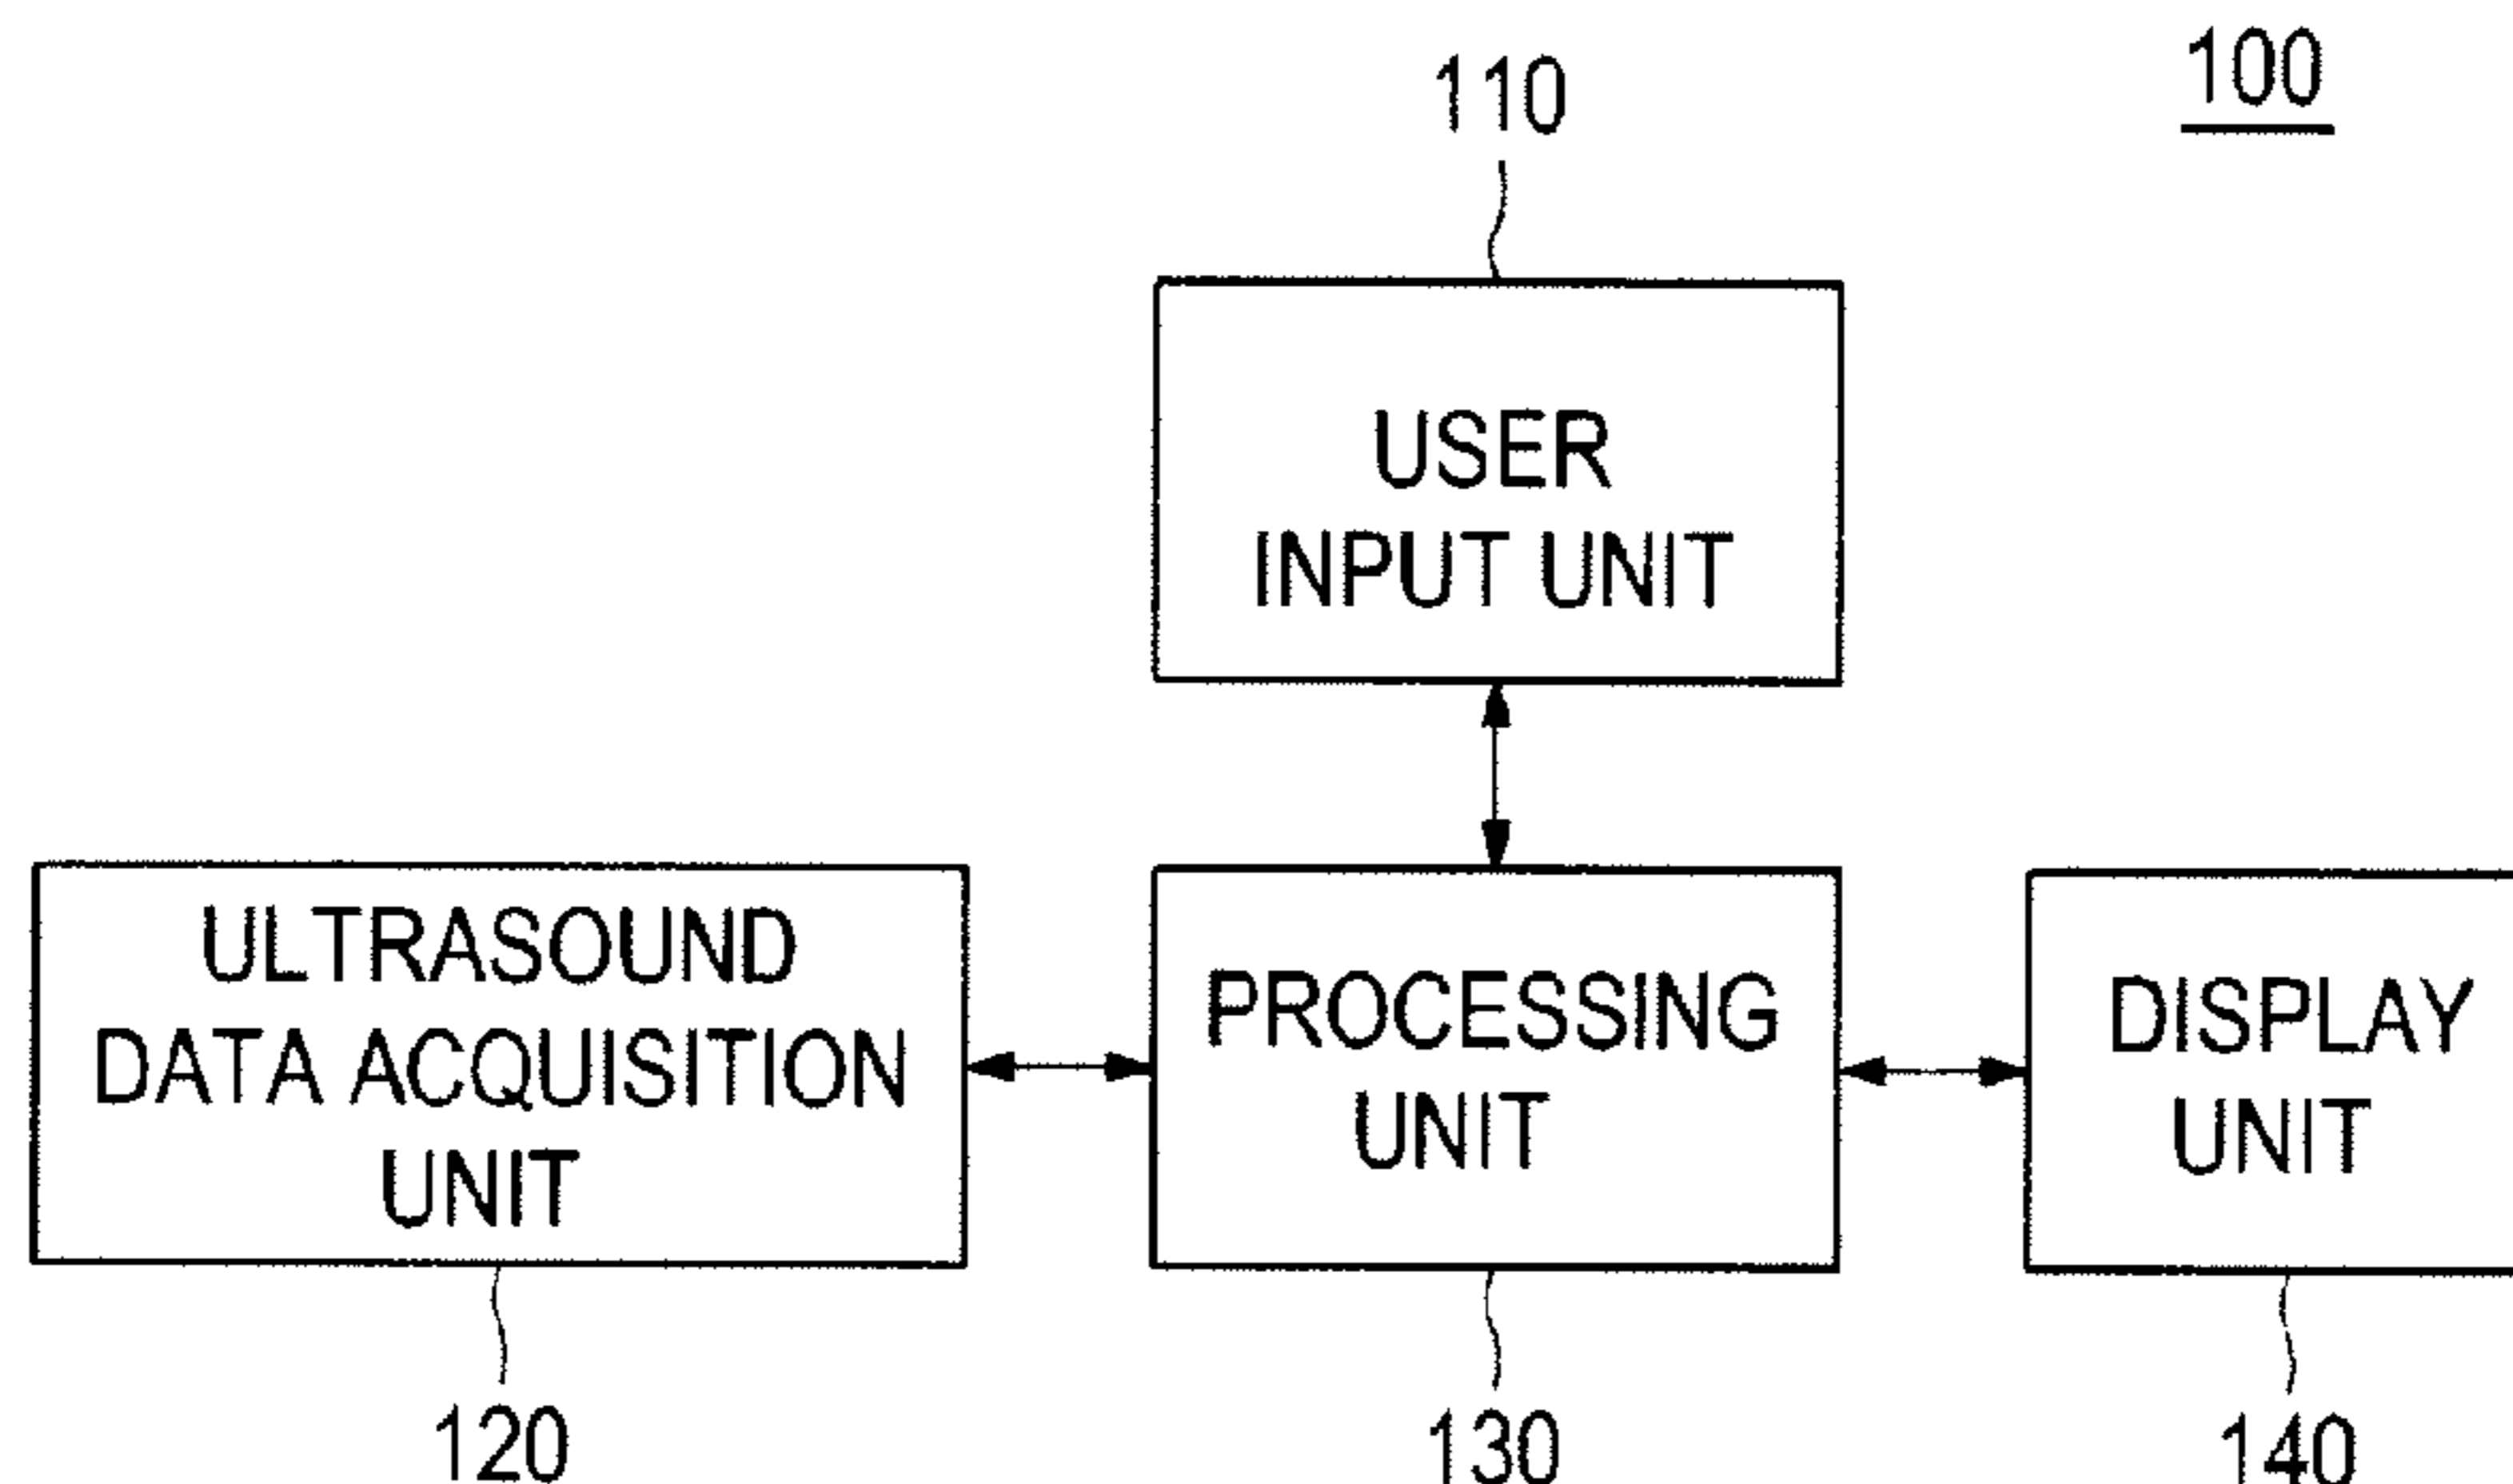 100
110
USER
INPUT UNIT
ULTRASOUND
DATA ACQUISITION
UNIT
PROCESSING
UNIT
DISPLAY
UNIT
120
130
140